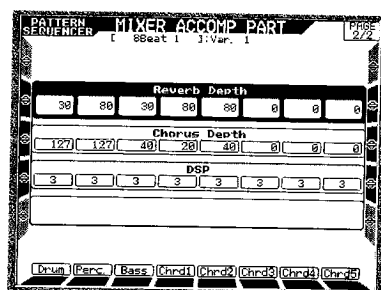 PATTERN SEQUENCER MIXER ACCOMP PART PAGE 2/2
[ 8Beat 1 ]:Var. 1
Reverb Depth
30 80 30 80 80 0 0 0
Chorus Depth
127 127 40 20 40 0 0 0
DSP
3 3 3 3 3 3 3 3
Drum Perc. Bass Chrd1 Chrd2 Chrd3 Chrd4 Chrd5